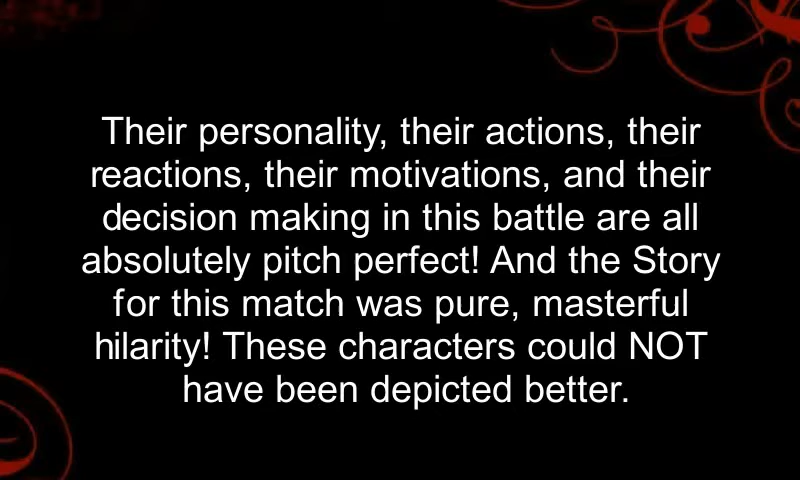 Their personality, their actions, their
reactions, their motivations, and their
decision making in this battle are all
absolutely pitch perfect! And the Story
for this match was pure, masterful
hilarity! These characters could NOT
have been depicted better.